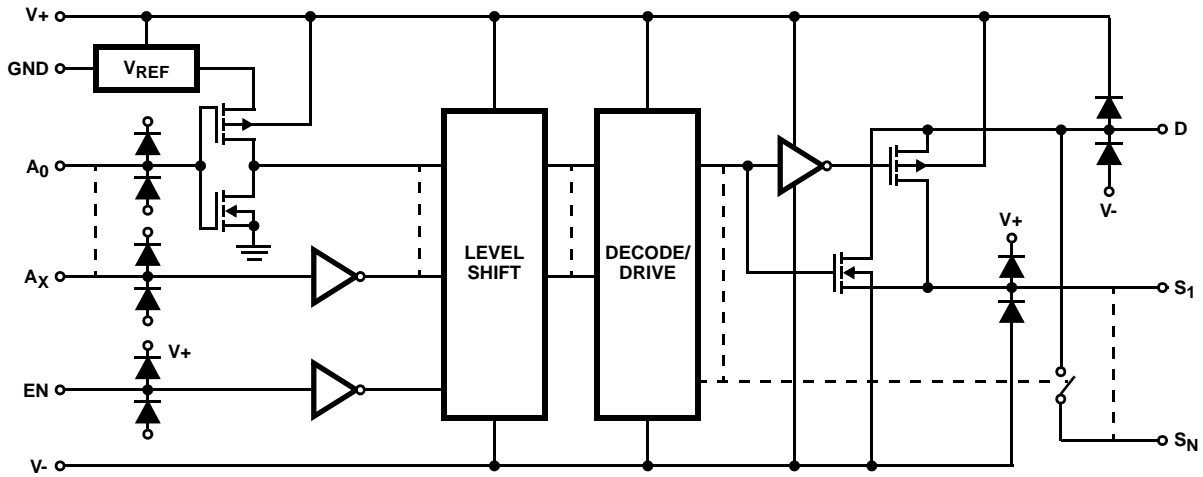 V+
GND
VREF
A0
AX
V+
EN
V-
LEVEL
SHIFT
DECODE/
DRIVE
D
V-
V+
S1
SN